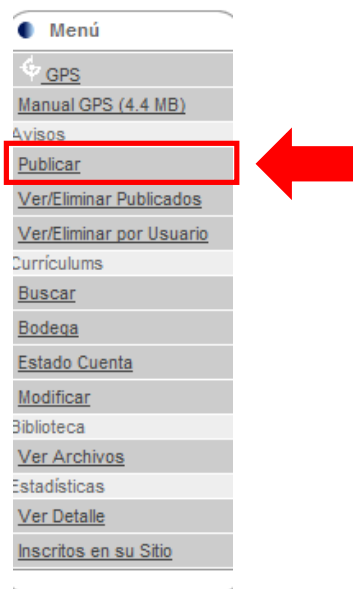 Menú
GPS
Manual GPS (4.4 MB)
Avisos
Publicar
Ver/Eliminar Publicados
Ver/Eliminar por Usuario
Currículums
Buscar
Bodega
Estado Cuenta
Modificar
Biblioteca
Ver Archivos
Estadísticas
Ver Detalle
Inscritos en su Sitio